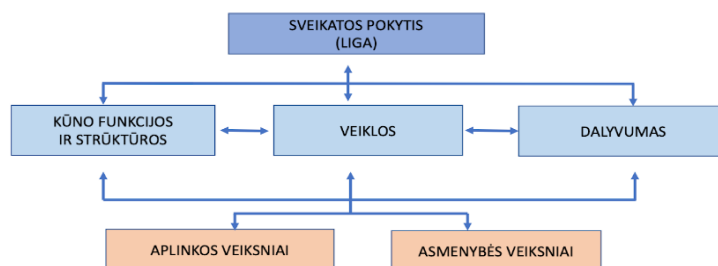 SVEIKATOS POKYTIS
(LIGA)
KŪNO FUNKCIJOS
IR STRŪKTŪROS
VEIKLOS
DALYVUMAS
APLINKOS VEIKSNIAI
ASMENYBĖS VEIKSNIAI